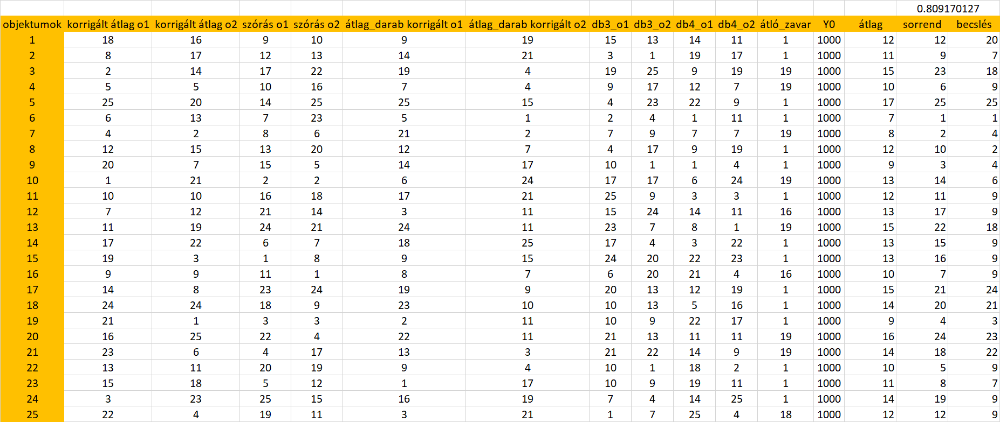 0.809170127
objektumok korrigált átlag o1 korrigált átlag o2 szórás o1 szórás o2 átlag_darab korrigált o1 átlag_darab korrigált o2 db3_o1 db3_o2 db4_o1 db4_o2 átló_zavar Y0 átlag sorrend becslés
1 18 16 9 10 9 19 15 13 14 11 1 1000 12 12 20
2 8 17 12 13 14 21 3 1 19 17 1 1000 11 9 7
3 2 14 17 22 19 4 19 25 9 19 19 1000 15 23 18
4 5 5 10 16 7 4 9 17 12 7 19 1000 10 6 9
5 25 20 14 25 25 15 4 23 22 9 1 1000 17 25 25
6 6 13 7 23 5 1 2 4 1 11 1 1000 7 1 1
7 4 2 8 6 21 2 7 9 7 7 19 1000 8 2 4
8 12 15 13 20 12 7 4 17 9 19 1 1000 12 10 2
9 20 7 15 5 14 17 10 1 1 4 1 1000 9 3 4
10 1 21 2 2 6 24 17 17 6 24 19 1000 13 14 6
11 10 10 16 18 17 21 25 9 3 3 1 1000 12 11 9
12 7 12 21 14 3 11 15 24 14 11 16 1000 13 17 9
13 11 19 24 21 24 11 23 7 8 1 19 1000 15 22 18
14 17 22 6 7 18 25 17 4 3 22 1 1000 13 15 9
15 19 3 1 8 9 15 24 20 22 23 1 1000 13 16 9
16 9 9 11 1 8 7 6 20 21 4 16 1000 10 7 9
17 14 8 23 24 19 9 20 13 12 19 1 1000 15 21 24
18 24 24 18 9 23 10 10 13 5 16 1 1000 14 20 21
19 21 1 3 3 2 11 10 9 22 17 1 1000 9 4 3
20 16 25 22 4 22 11 21 13 11 11 19 1000 16 24 23
21 23 6 4 17 13 3 21 22 14 9 19 1000 14 18 22
22 13 11 20 19 9 4 10 1 18 2 1 1000 10 5 9
23 15 18 5 12 1 17 10 9 19 11 1 1000 11 8 7
24 3 23 25 15 16 19 7 4 14 25 1 1000 14 19 9
25 22 4 19 11 3 21 1 7 25 4 18 1000 12 12 9